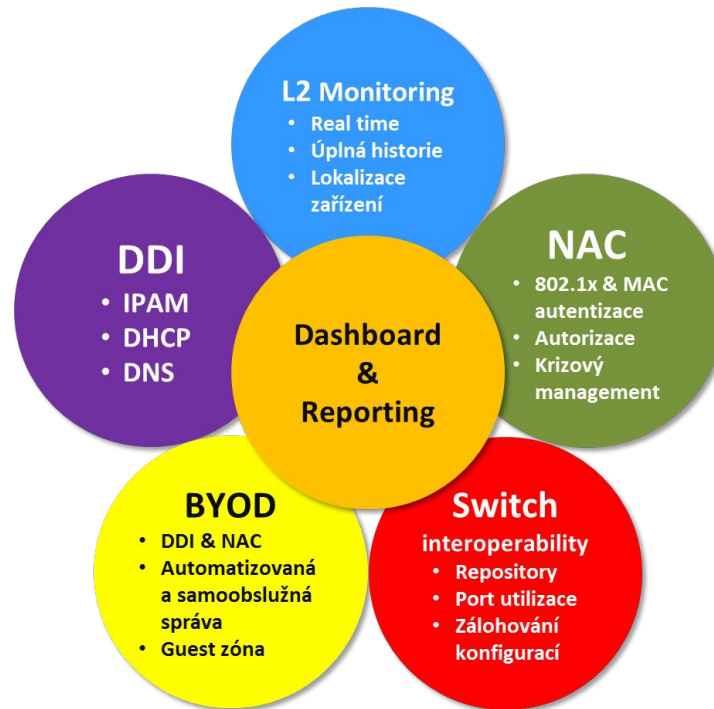 L2 Monitoring
• Real time
• Úplná historie
• Lokalizace
zařízení
DDI
• IPAM
• DHCP
• DNS
NAC
• 802.1x & MAC
autentizace
• Autorizace
• Krizový
management
Dashboard
&
Reporting
BYOD
• DDI & NAC
• Automatizovaná
a samoobslužná
správa
• Guest zóna
Switch
interoperability
• Repository
• Port utilizace
• Zálohování
konfigurací